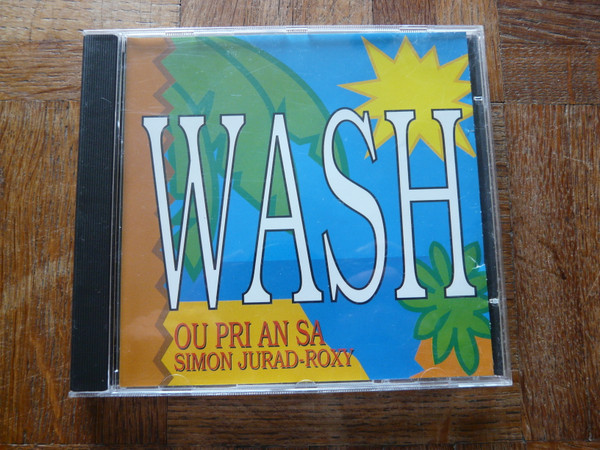 WASH
OU PRI AN SA
SIMON JURAD-ROXY